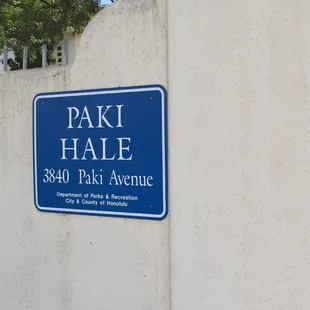 PAKI
HALE
3840 Paki Avenue
Department of Parks & Recreation
City & County of Honolulu